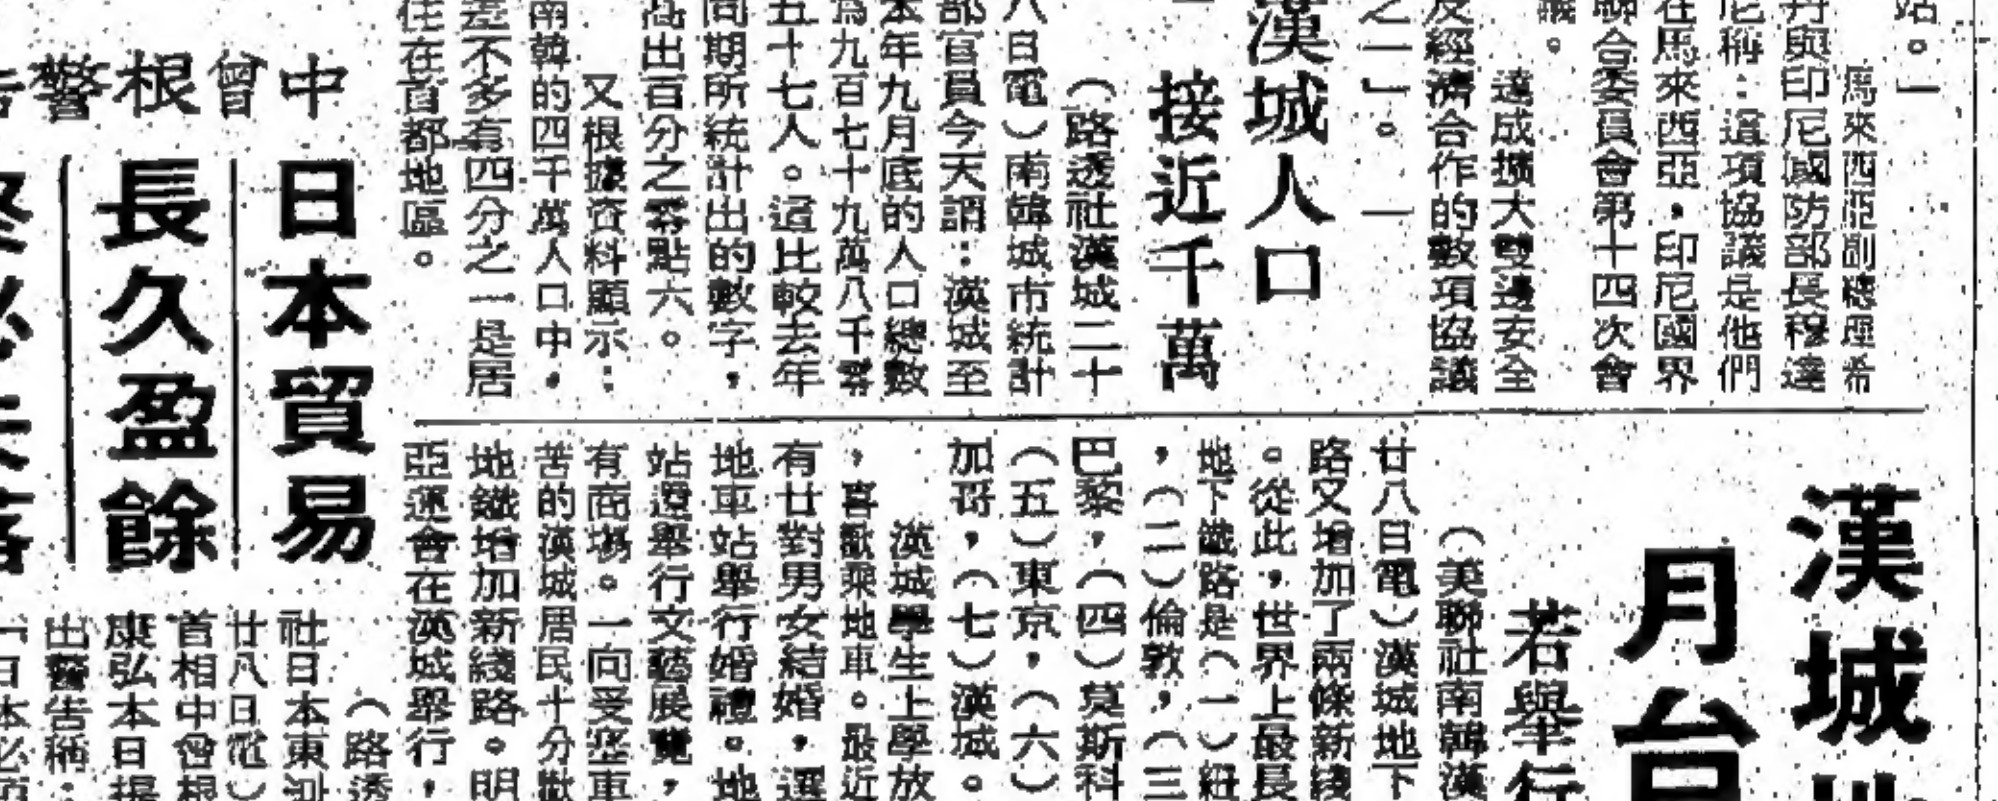 站。」
馬來西亞副總理希
丹與印尼國防部長穆達
尼稱：這項協議是他們
在馬來西亞，印尼國界
聯合委員會第十四次會
議。
達成擴大雙邊安全
及經濟合作的數項協議
之一」。
漢城人口
接近千萬
（路透社漢城二十
八日電）南韓城市統計
部官員今天謂：漢城至
本年九月底的人口總數
為九百七十九萬八千零
五十七人。這比較去年
同期所統計出的數字，
高出百分之零點六。
又根據資料顯示：
南韓的四千萬人口中，
差不多有四分之一是居
住在首都地區。
漢城地
月台
若舉行
（美聯社南韓漢
廿八日電）漢城地下
路又增加了兩條新綫
。從此，世界上最長
地下鐵路是（一）紐
，（二）倫敦，（三
巴黎，（四）莫斯科
（五）東京，（六）
加哥，（七）漢城。
漢城學生上學放
，喜歡乘地車。最近
有廿對男女結婚，選
地車站舉行婚禮。地
站還舉行文藝展覽，
有商場。一向受塞車
苦的漢城居民十分歡
地鐵增加新綫路。明
亞運會在漢城舉行，
中曾根警告
日本貿易
長久盈餘
（路透
社日本東
廿八日電）
首相中曾根
康弘本日提
出警告稱：
「日本必須